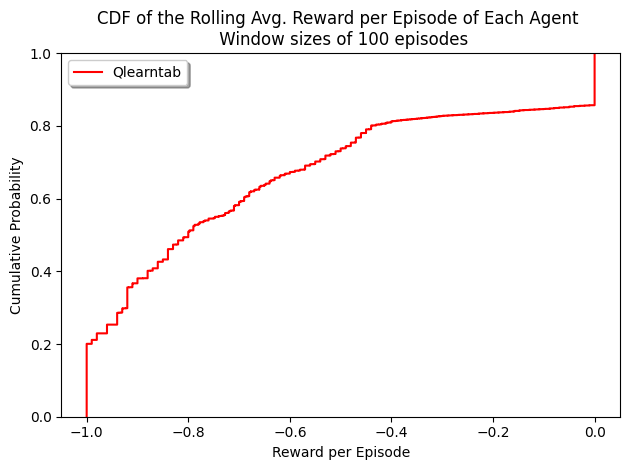 CDF of the Rolling Avg. Reward per Episode of Each Agent
Window sizes of 100 episodes
Qlearntab
Cumulative Probability
1.0
0.8
0.6
0.4
0.2
0.0
−1.0 −0.8 −0.6 −0.4 −0.2 0.0
Reward per Episode